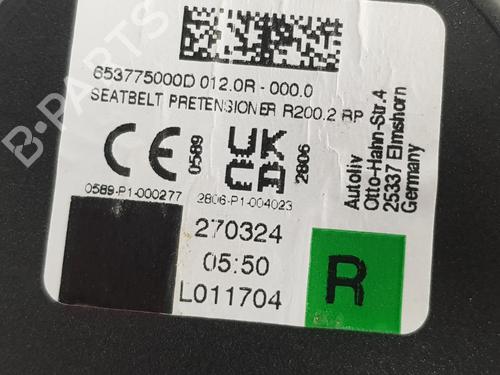 653775000D 012.0R - 000.0
SEATBELT PRETENSIONER R200.2 RP
CE 0589
UK CA 2806
0589-P1-000277
2806-P1-004023
Autoliv
Otto-Hahn-Str.4
25337 Elmshorn
Germany
270324
05:50
L011704
R
B-PARTS